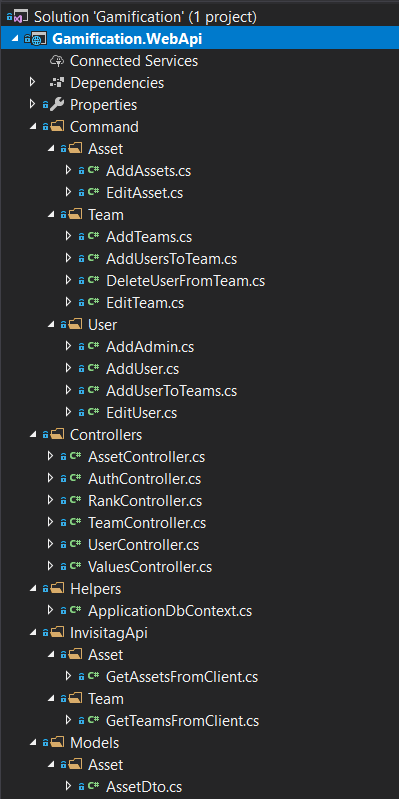 Solution 'Gamification' (1 project)
Gamification.WebApi
Connected Services
Dependencies
Properties
Command
Asset
C# AddAssets.cs
C# EditAsset.cs
Team
C# AddTeams.cs
C# AddUsersToTeam.cs
C# DeleteUserFromTeam.cs
C# EditTeam.cs
User
C# AddAdmin.cs
C# AddUser.cs
C# AddUserToTeams.cs
C# EditUser.cs
Controllers
C# AssetController.cs
C# AuthController.cs
C# RankController.cs
C# TeamController.cs
C# UserController.cs
C# ValuesController.cs
Helpers
C# ApplicationDbContext.cs
InvisitagApi
Asset
C# GetAssetsFromClient.cs
Team
C# GetTeamsFromClient.cs
Models
Asset
C# AssetDto.cs